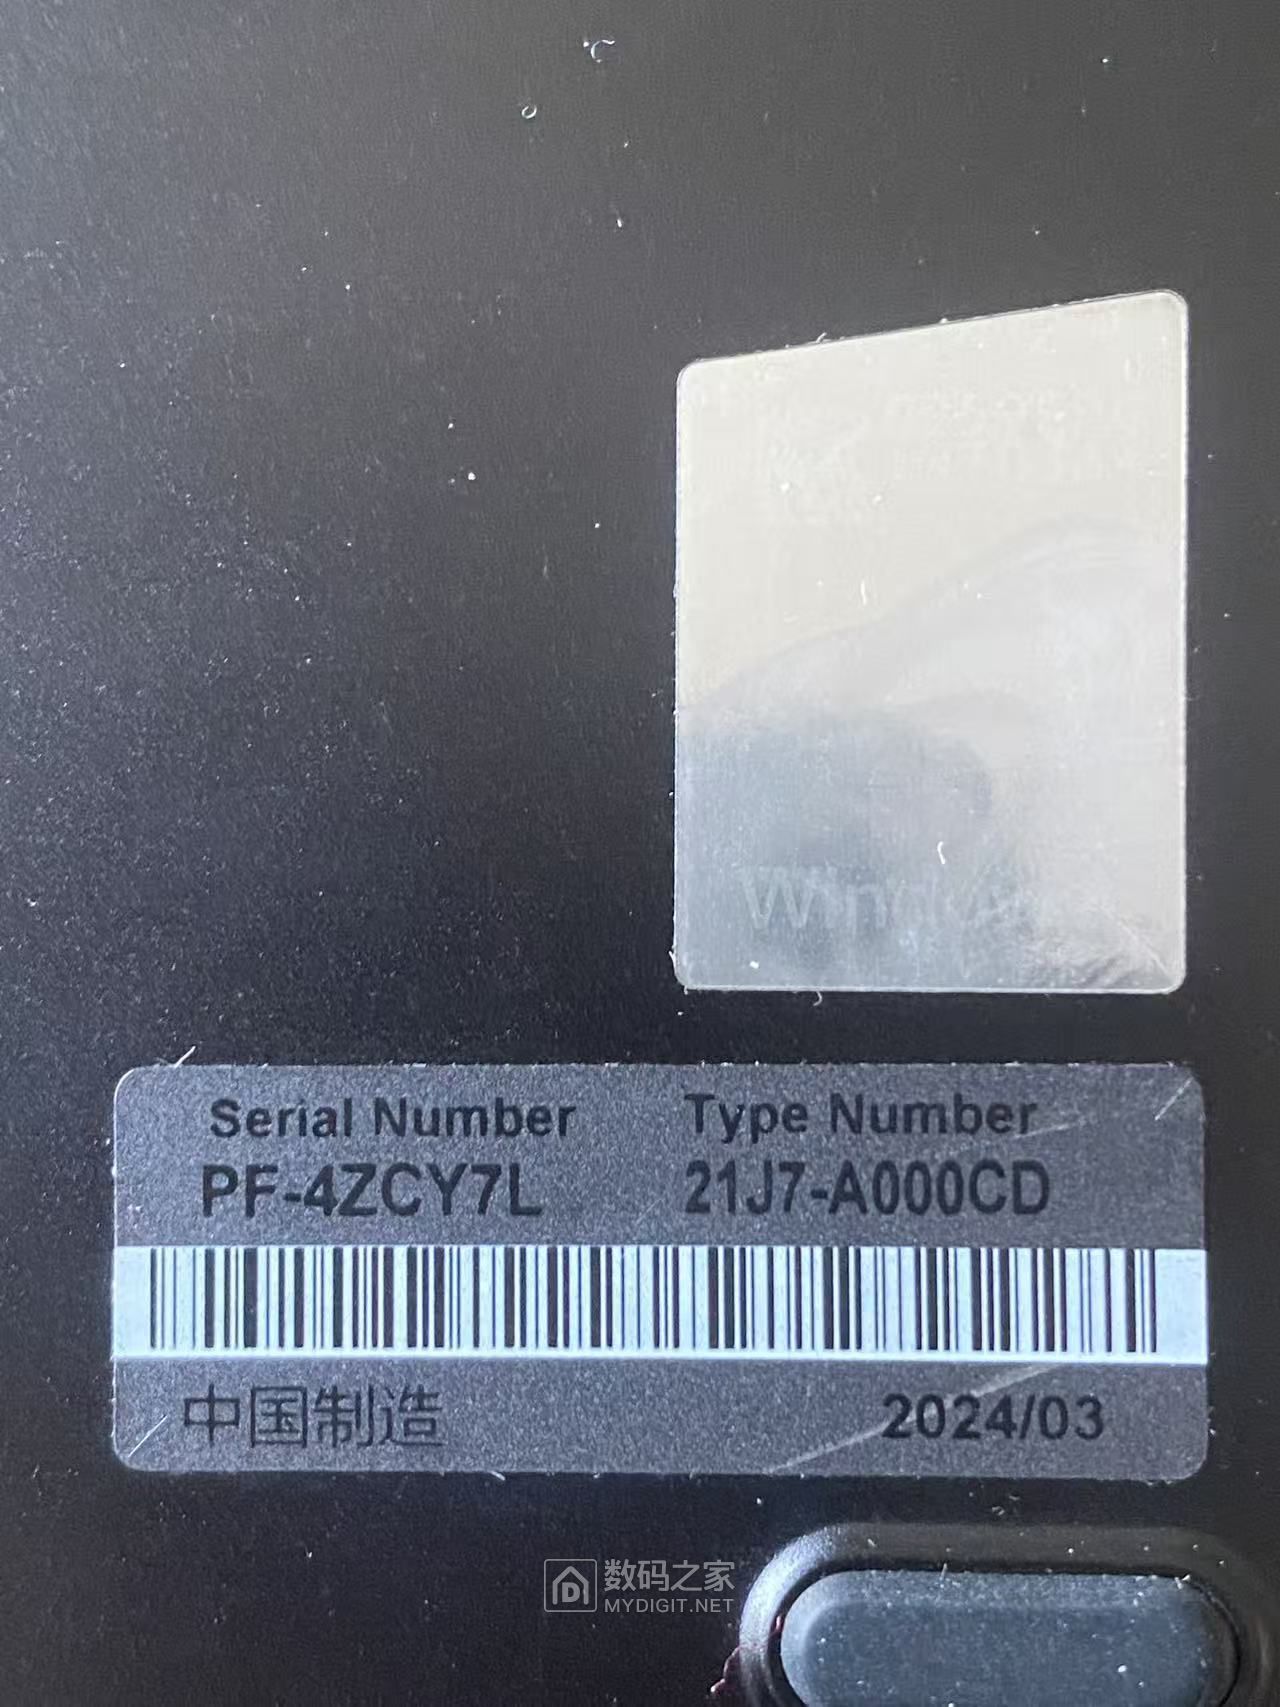 Windows
Serial Number Type Number
PF-4ZCY7L 21J7-A000CD
中国制造 2024/03
数码之家
MYDIGIT.NET